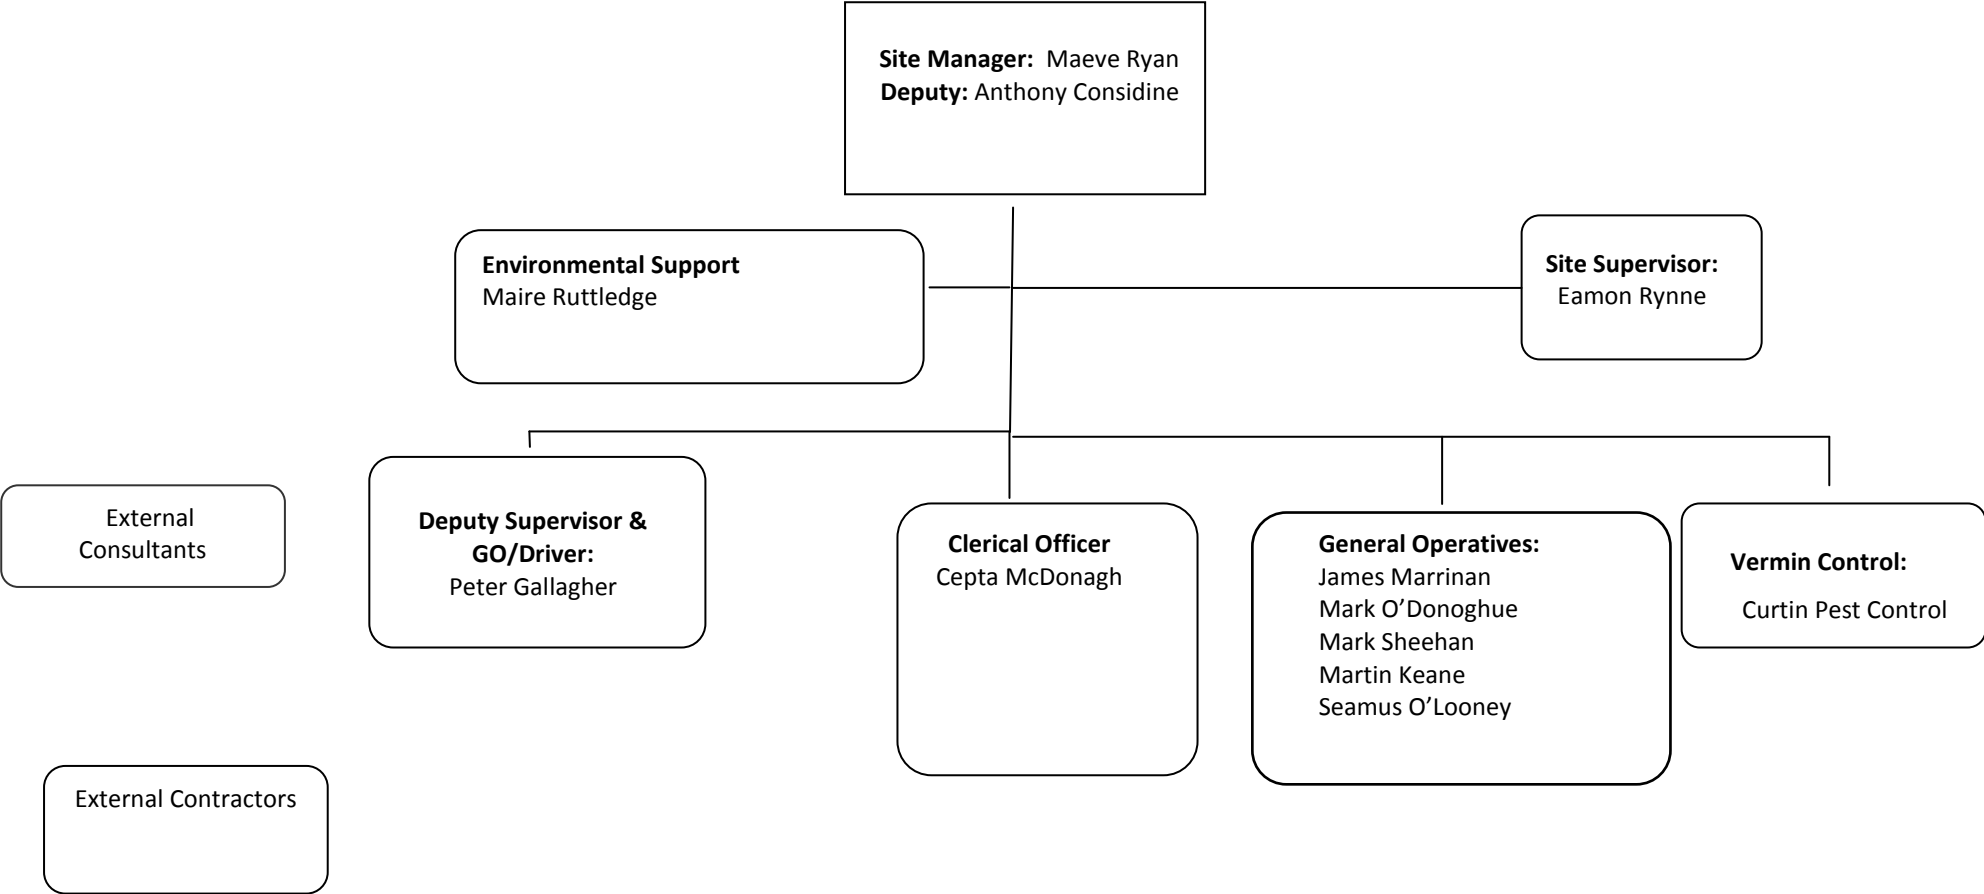 Site Manager: Maeve Ryan
Deputy: Anthony Considine
Environmental Support
Maire Ruttledge
Site Supervisor:
Eamon Rynne
External
Consultants
Deputy Supervisor &
GO/Driver:
Peter Gallagher
Clerical Officer
Cepta McDonagh
General Operatives:
James Marrinan
Mark O’Donoghue
Mark Sheehan
Martin Keane
Seamus O’Looney
Vermin Control:
Curtin Pest Control
External Contractors